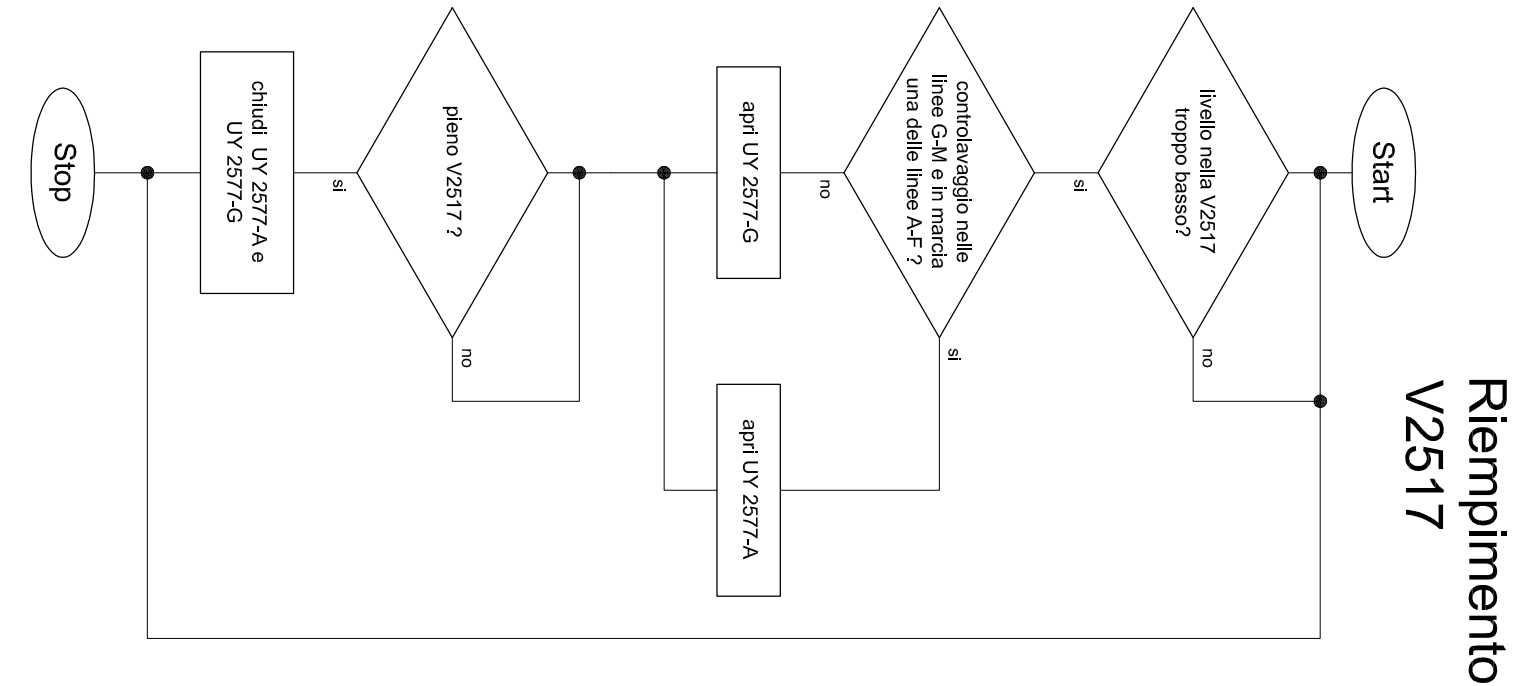 Riempimento
V2517
Start
livello nella V2517
troppo basso?
no
si
controlavaggio nelle
linee G-M e in marcia
una delle linee A-F ?
si
no
apri UY 2577-G
apri UY 2577-A
pieno V2517 ?
no
si
chiudi UY 2577-A e
UY 2577-G
Stop